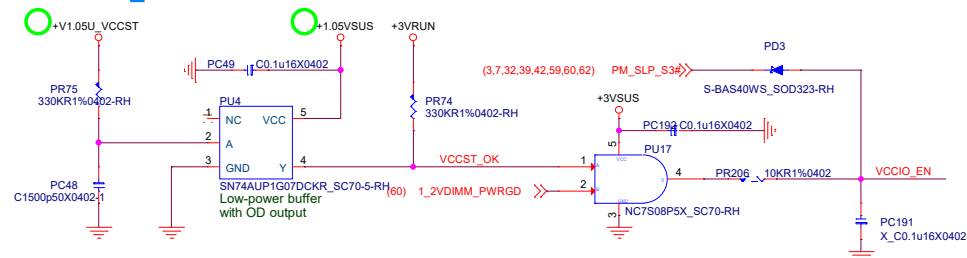 +V1.05U_VCCST
+1.05VSUS
+3VRUN
PC49
C0.1u16X0402
PR75
330KR1%0402-RH
PU4
1
NC
VCC
5
2
A
3
GND
Y
4
SN74AUP1G07DCKR_SC70-5-RH
Low-power buffer
with OD output
PC48
C1500p50X0402-1
PR74
330KR1%0402-RH
VCCST_OK
(60) 1_2VDIMM_PWRGD
(3,7,32,39,42,59,60,62) PM_SLP_S3#
PD3
S-BAS40WS_SOD323-RH
+3VSUS
PC192 C0.1u16X0402
5
VCC
PU17
1
A
2
B
Y
4
GND
3
NC7S08P5X_SC70-RH
PR206
10KR1%0402
VCCIO_EN
PC191
X_C0.1u16X0402